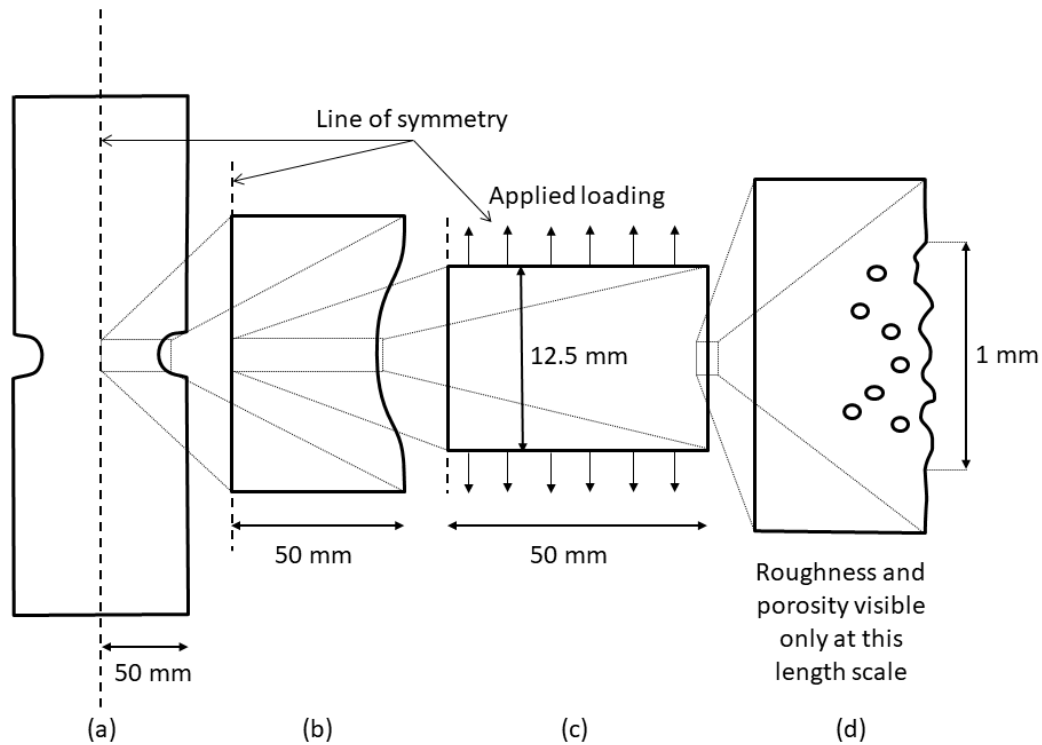 Line of symmetry
Applied loading
12.5 mm
1 mm
50 mm
50 mm
50 mm
Roughness and
porosity visible
only at this
length scale
(a)
(b)
(c)
(d)